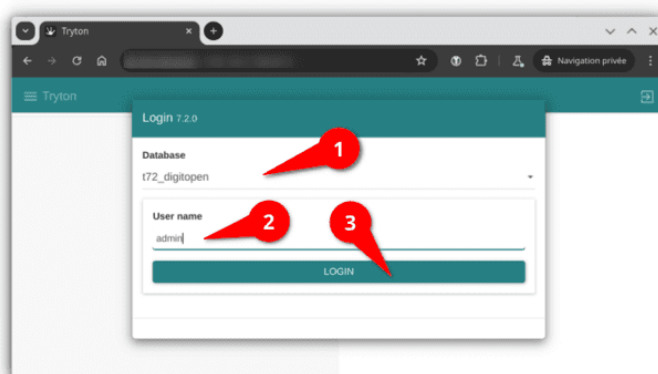 Tryton
Navigation privée
Tryton
Login 7.2.0
Database
1
t72_digitopen
User name
2
3
admin
LOGIN